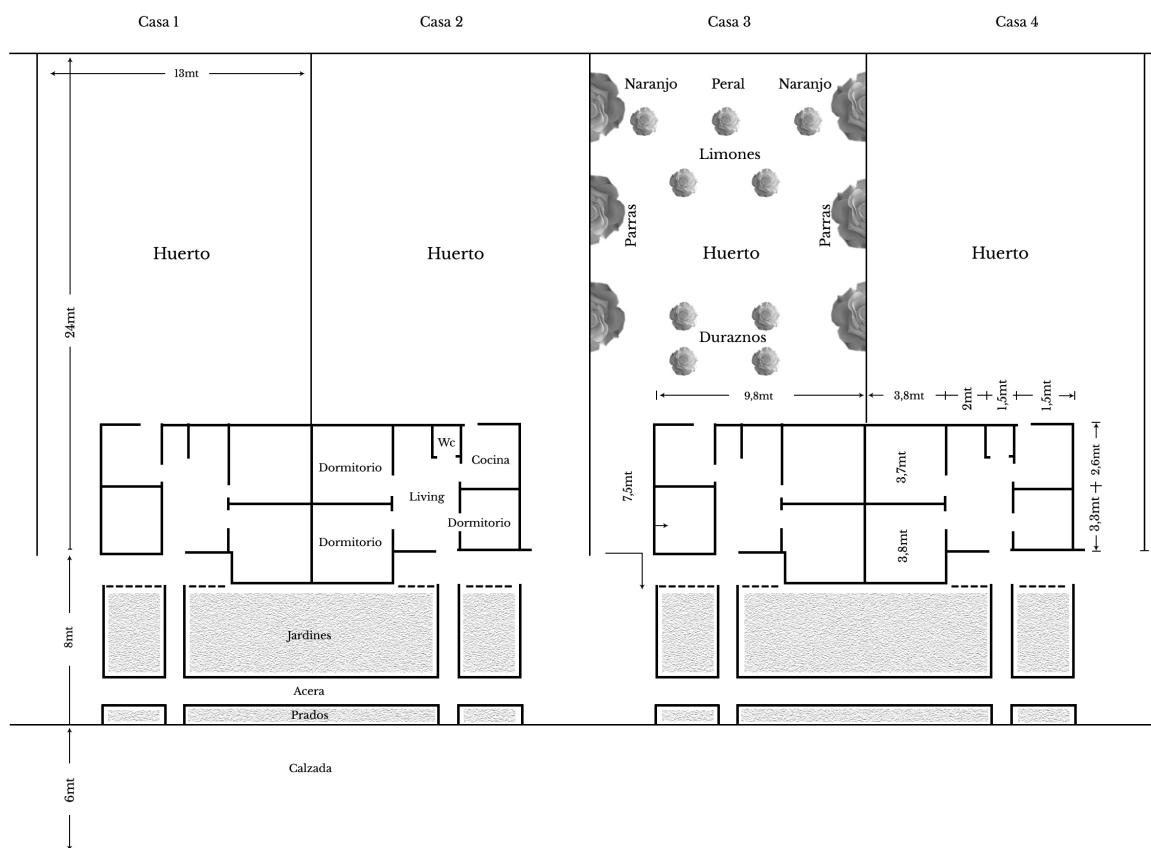 Casa 1
Casa 2
Casa 3
Casa 4
13mt
Naranjo
Peral
Naranjo
Limones
Parras
Parras
Huerto
Huerto
Huerto
Huerto
24mt
Duraznos
9,8mt
3,8mt
2mt
1,5mt
1,5mt
Wc
Cocina
Dormitorio
Living
Dormitorio
Dormitorio
7,5mt
3,7mt
3,8mt
2,6mt
3,3mt
8mt
Jardines
Acera
Prados
Calzada
6mt